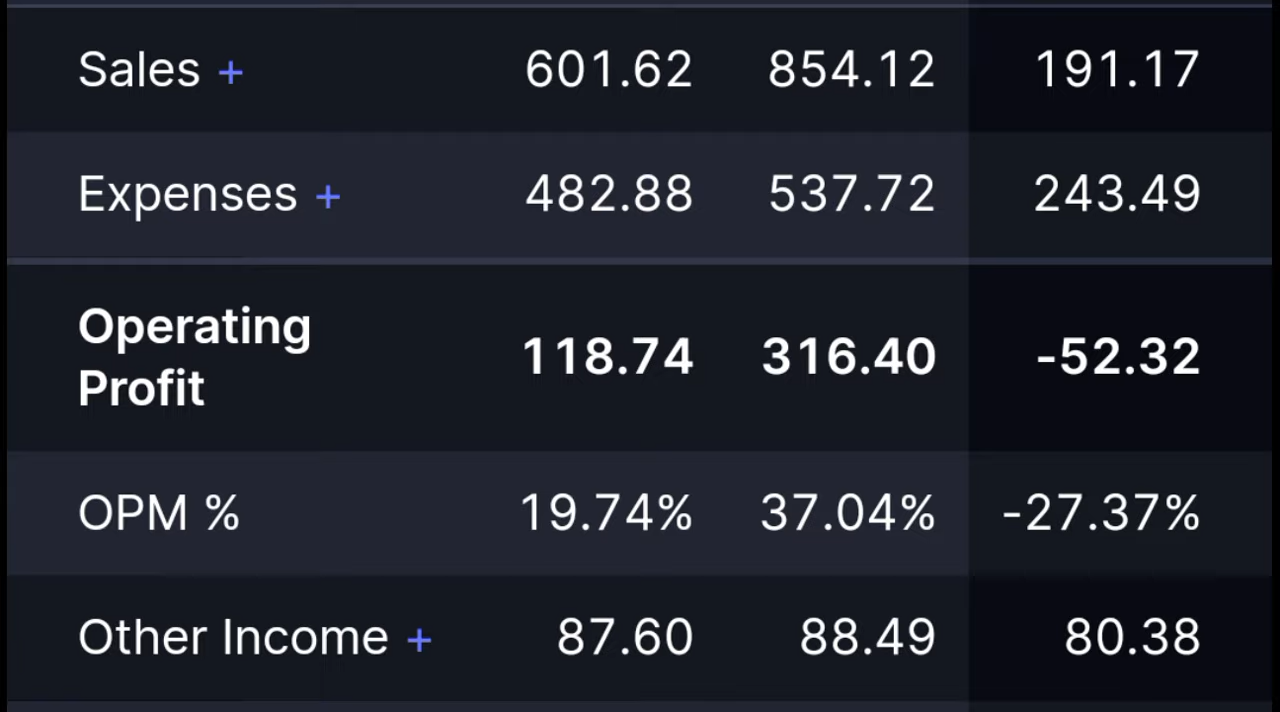 Sales + 601.62 854.12 191.17
Expenses + 482.88 537.72 243.49
Operating
Profit 118.74 316.40 -52.32
OPM % 19.74% 37.04% -27.37%
Other Income + 87.60 88.49 80.38